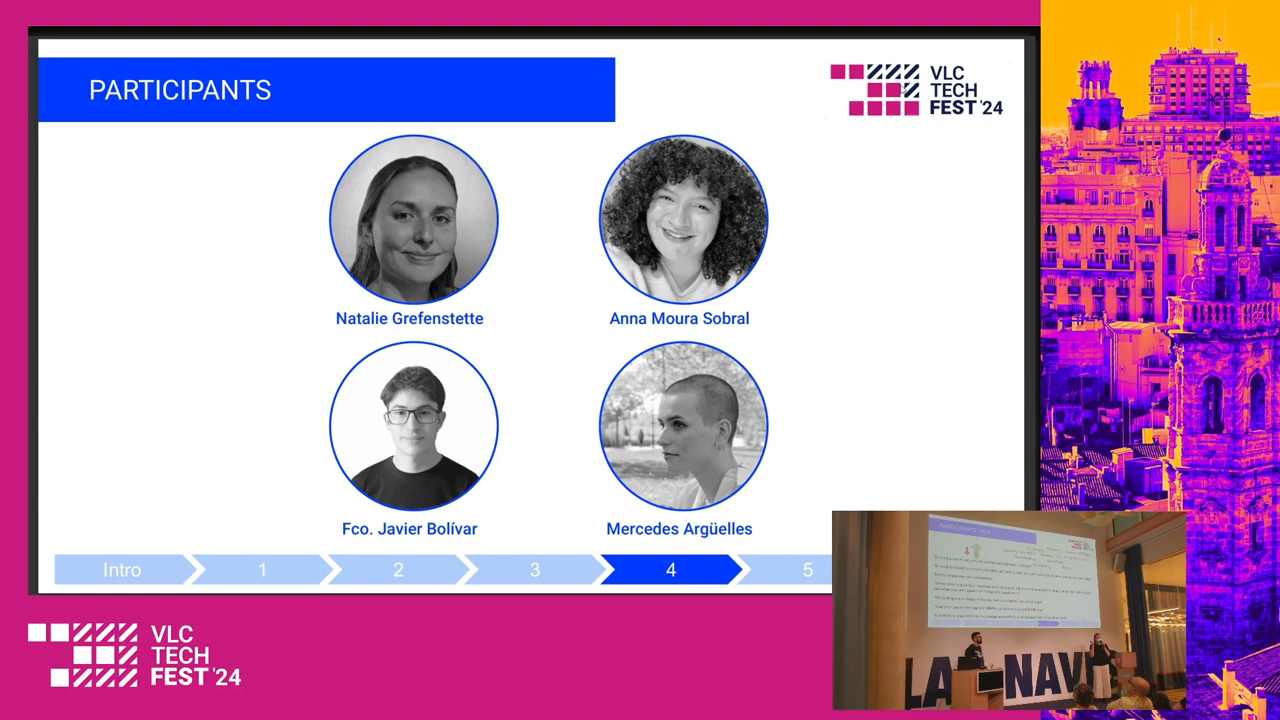 PARTICIPANTS
VLC
TECH
FEST '24
Natalie Grefenstette
Anna Moura Sobral
Fco. Javier Bolívar
Mercedes Argüelles
Intro
1
2
3
4
5
VLC
TECH
FEST '24
LA NAV